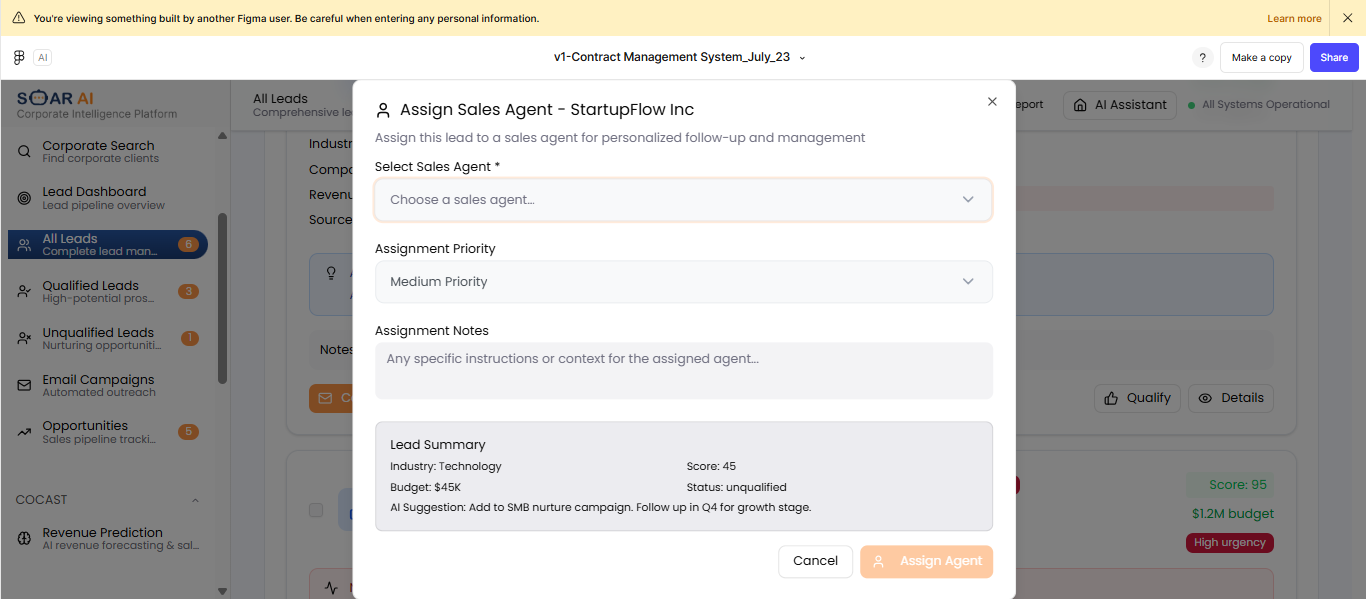 You're viewing something built by another Figma user. Be careful when entering any personal information.
Learn more
AI
v1-Contract Management System_July_23
?
Make a copy
Share
SOAR AI
Corporate Intelligence Platform
Corporate Search
Find corporate clients
Lead Dashboard
Lead pipeline overview
All Leads
Complete lead man...
6
Qualified Leads
High-potential pros...
3
Unqualified Leads
Nurturing opportuniti...
1
Email Campaigns
Automated outreach
Opportunities
Sales pipeline tracki...
5
COCAST
Revenue Prediction
AI revenue forecasting & sal...
All Leads
Comprehensive le
eport
AI Assistant
All Systems Operational
Industr
Compa
Revenu
Source
Notes
Qualify
Details
Score: 95
$1.2M budget
High urgency
Assign Sales Agent - StartupFlow Inc
Assign this lead to a sales agent for personalized follow-up and management
Select Sales Agent *
Choose a sales agent...
Assignment Priority
Medium Priority
Assignment Notes
Any specific instructions or context for the assigned agent...
Lead Summary
Industry: Technology
Score: 45
Budget: $45K
Status: unqualified
AI Suggestion: Add to SMB nurture campaign. Follow up in Q4 for growth stage.
Cancel
Assign Agent